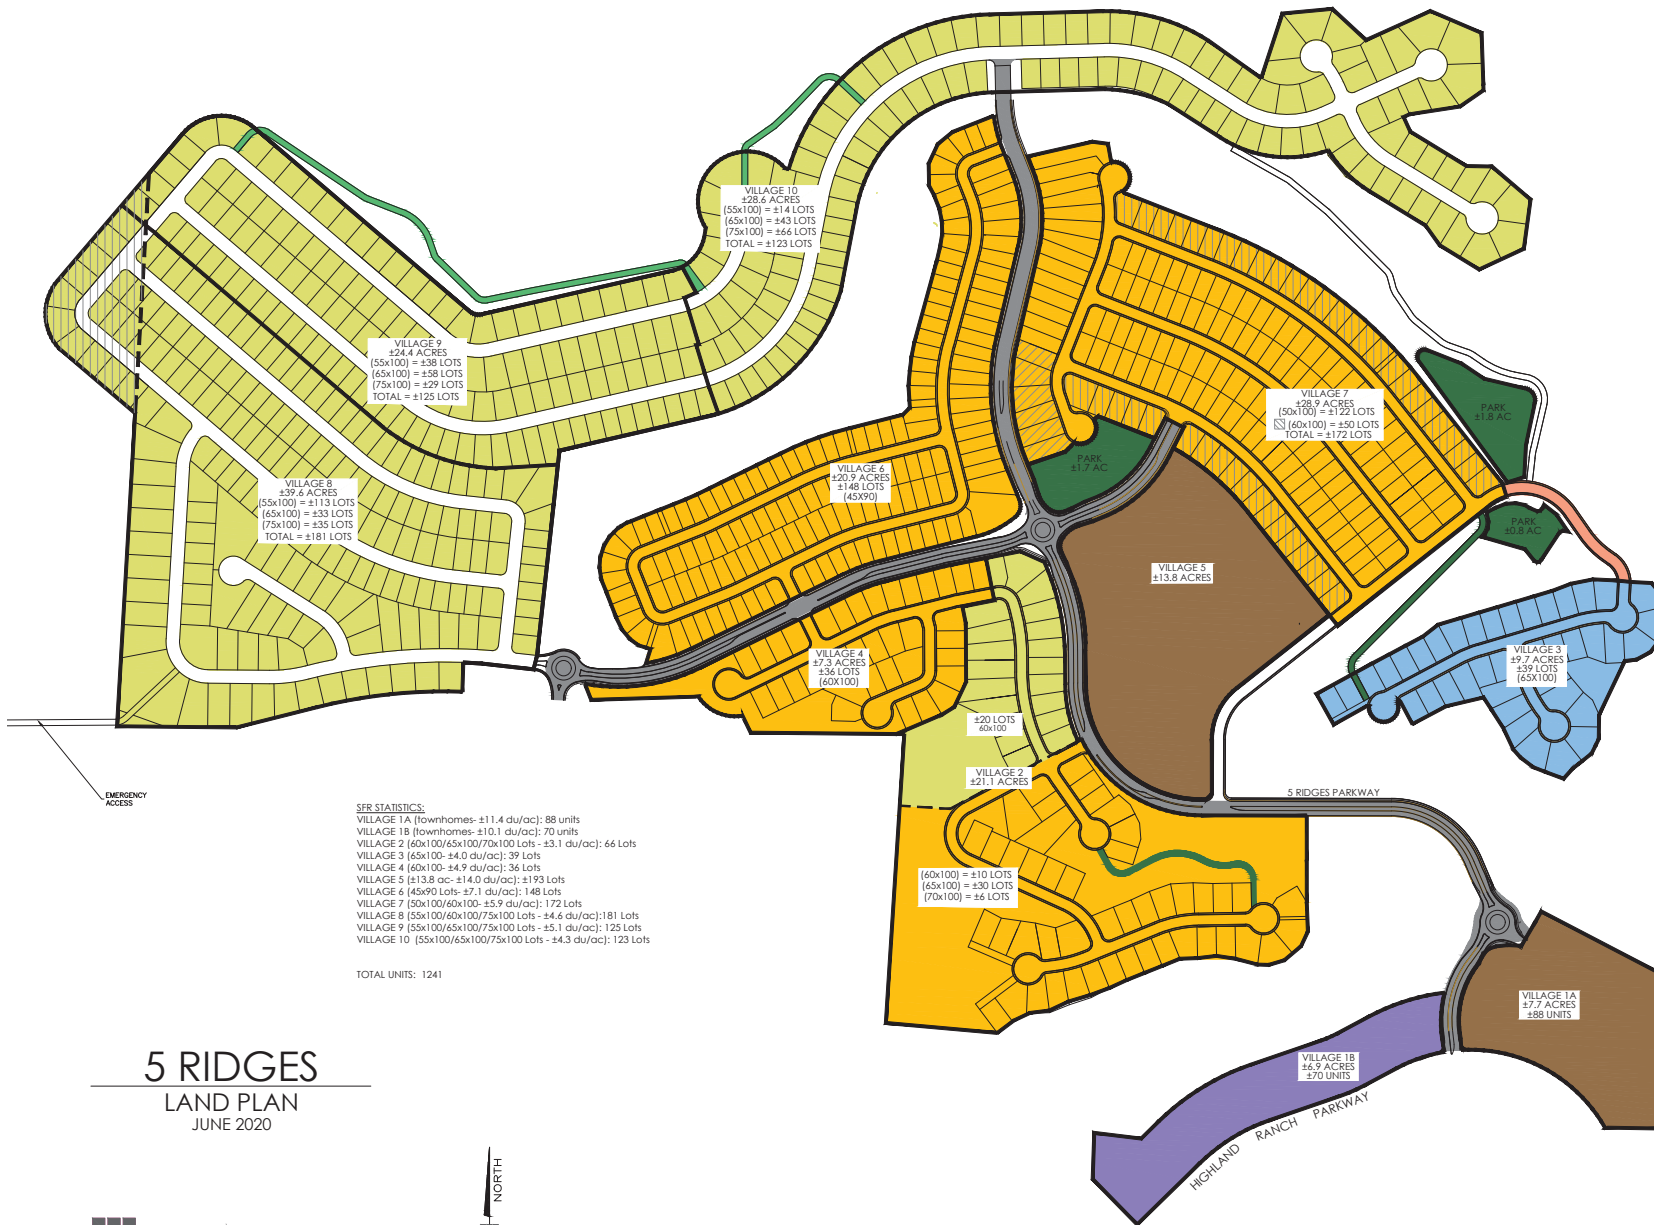 VILLAGE 10
±28.6 ACRES
(55x100) = ±14 LOTS
(65x100) = ±43 LOTS
(75x100) = ±66 LOTS
TOTAL = ±123 LOTS
VILLAGE 9
±24.4 ACRES
(55x100) = ±38 LOTS
(65x100) = ±58 LOTS
(75x100) = ±29 LOTS
TOTAL = ±125 LOTS
VILLAGE 7
±28.9 ACRES
(50x100) = ±122 LOTS
(60x100) = ±50 LOTS
TOTAL = ±172 LOTS
PARK
±1.8 AC
PARK
±1.7 AC
VILLAGE 6
±20.9 ACRES
±148 LOTS
(45X90)
VILLAGE 8
±39.6 ACRES
(55x100) = ±113 LOTS
(65x100) = ±33 LOTS
(75x100) = ±35 LOTS
TOTAL = ±181 LOTS
PARK
±0.8 AC
VILLAGE 5
±13.8 ACRES
VILLAGE 4
±7.3 ACRES
±36 LOTS
(60X100)
VILLAGE 3
±9.7 ACRES
±39 LOTS
(65X100)
±20 LOTS
60x100
VILLAGE 2
±21.1 ACRES
5 RIDGES PARKWAY
EMERGENCY
ACCESS
(60x100) = ±10 LOTS
(65x100) = ±30 LOTS
(70x100) = ±6 LOTS
SFR STATISTICS:
VILLAGE 1A (townhomes- ±11.4 du/ac): 88 units
VILLAGE 1B (townhomes- ±10.1 du/ac): 70 units
VILLAGE 2 (60x100/65x100/70x100 Lots - ±3.1 du/ac): 66 Lots
VILLAGE 3 (65x100- ±4.0 du/ac): 39 Lots
VILLAGE 4 (60x100- ±4.9 du/ac): 36 Lots
VILLAGE 5 (±13.8 ac- ±14.0 du/ac): ±193 Lots
VILLAGE 6 (45x90 Lots- ±7.1 du/ac): 148 Lots
VILLAGE 7 (50x100/60x100- ±5.9 du/ac): 172 Lots
VILLAGE 8 (55x100/60x100/75x100 Lots - ±4.6 du/ac):181 Lots
VILLAGE 9 (55x100/65x100/75x100 Lots - ±5.1 du/ac): 125 Lots
VILLAGE 10 (55x100/65x100/75x100 Lots - ±4.3 du/ac): 123 Lots
TOTAL UNITS: 1241
VILLAGE 1A
±7.7 ACRES
±88 UNITS
VILLAGE 1B
±6.9 ACRES
±70 UNITS
HIGHLAND RANCH PARKWAY
5 RIDGES
LAND PLAN
JUNE 2020
NORTH